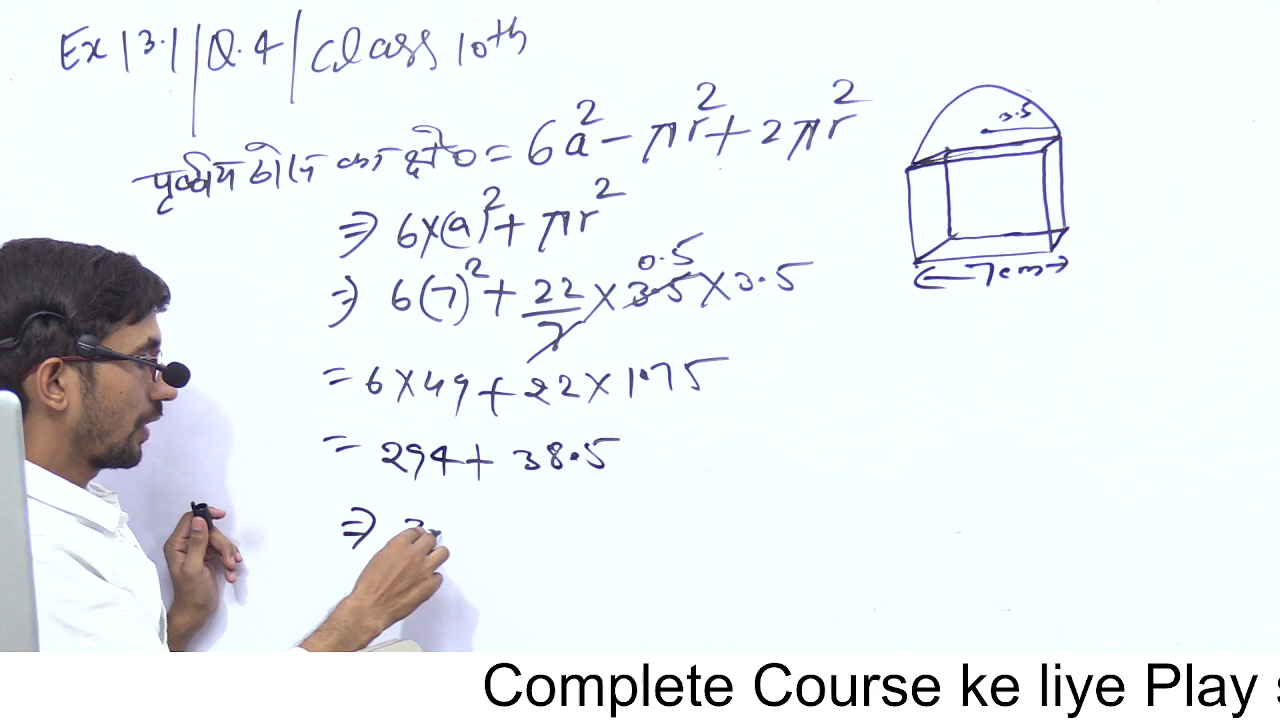 Ex 13.1 | Q.4 | Class 10th
का क्षे० = 6a² - πr² + 2πr²
3.5
⇒ 6×(a)² + πr²
0.5
⇒ 6(7)² + 22/7 × 3.5 × 3.5
← 7cm →
= 6×49 + 22×1.75
= 294 + 38.5
⇒ 3
Complete Course ke liye Play s